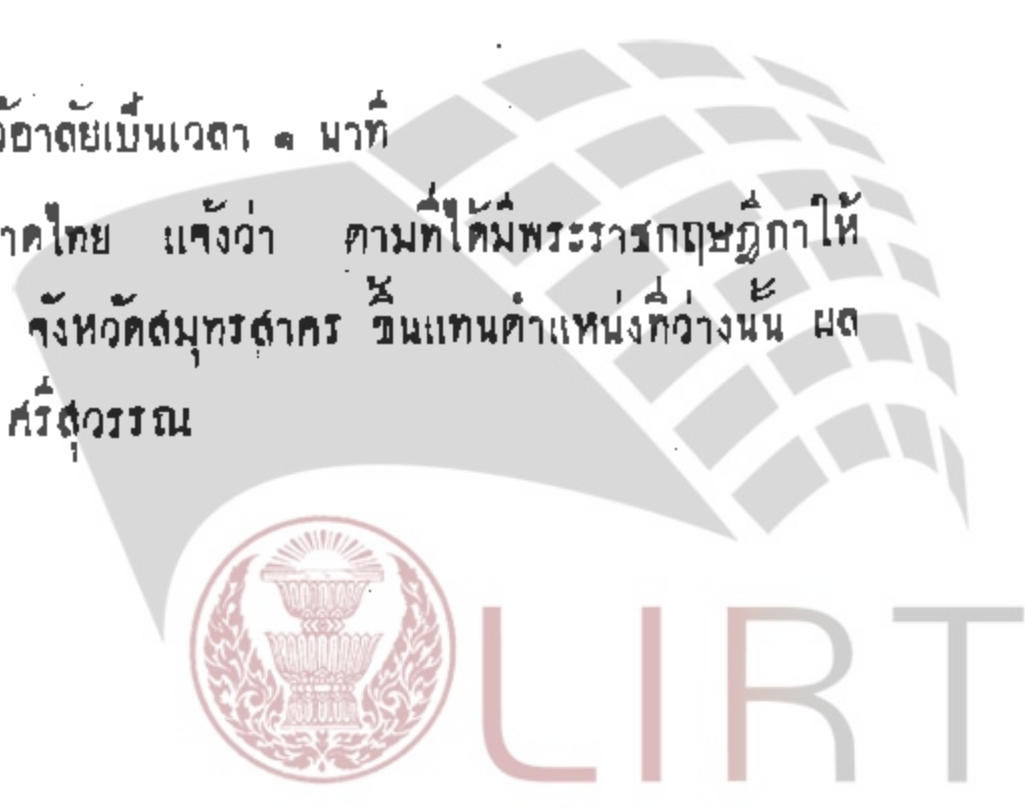 วอาลัยเป็นเวลา ๑ นาที
าคไทย แจ้งว่า ตามที่ได้มีพระราชกฤษฎีกาให้
จังหวัดสมุทรสาคร ขึ้นแทนตำแหน่งที่ว่างนั้น ผล
ศรีสุวรรณ
LIRT